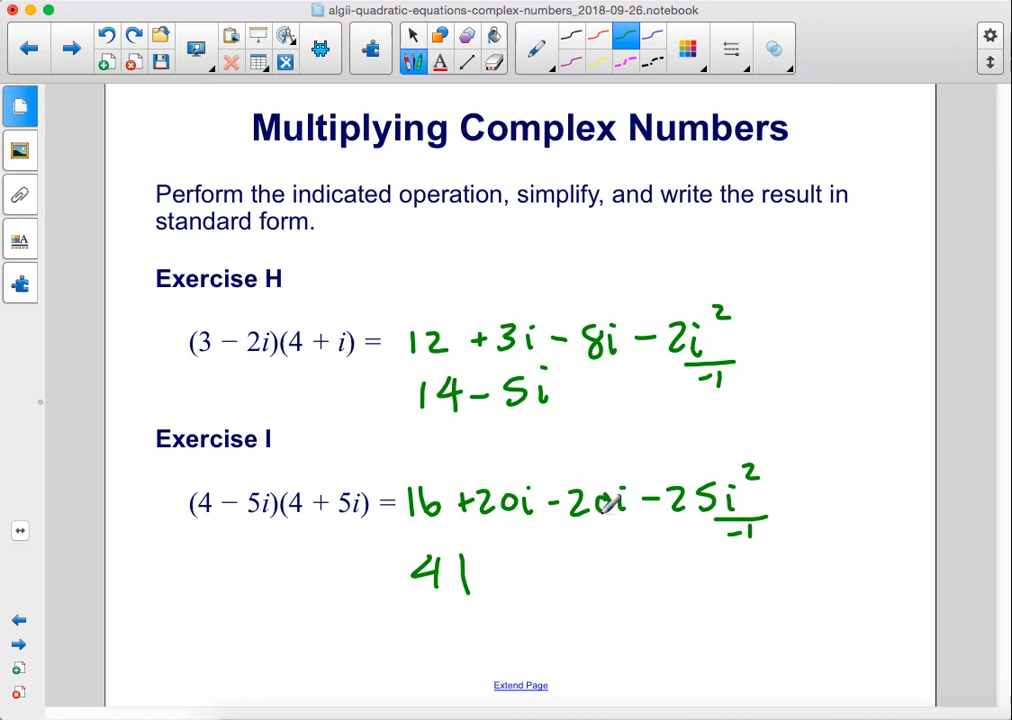 algii-quadratic-equations-complex-numbers_2018-09-26.notebook
Multiplying Complex Numbers
Perform the indicated operation, simplify, and write the result in
standard form.
Exercise H
(3 − 2i)(4 + i) = 12 +3i - 8i - 2i²
-1
14 - 5i
Exercise I
(4 − 5i)(4 + 5i) = 16 +20i - 20i - 25i²
-1
41
Extend Page